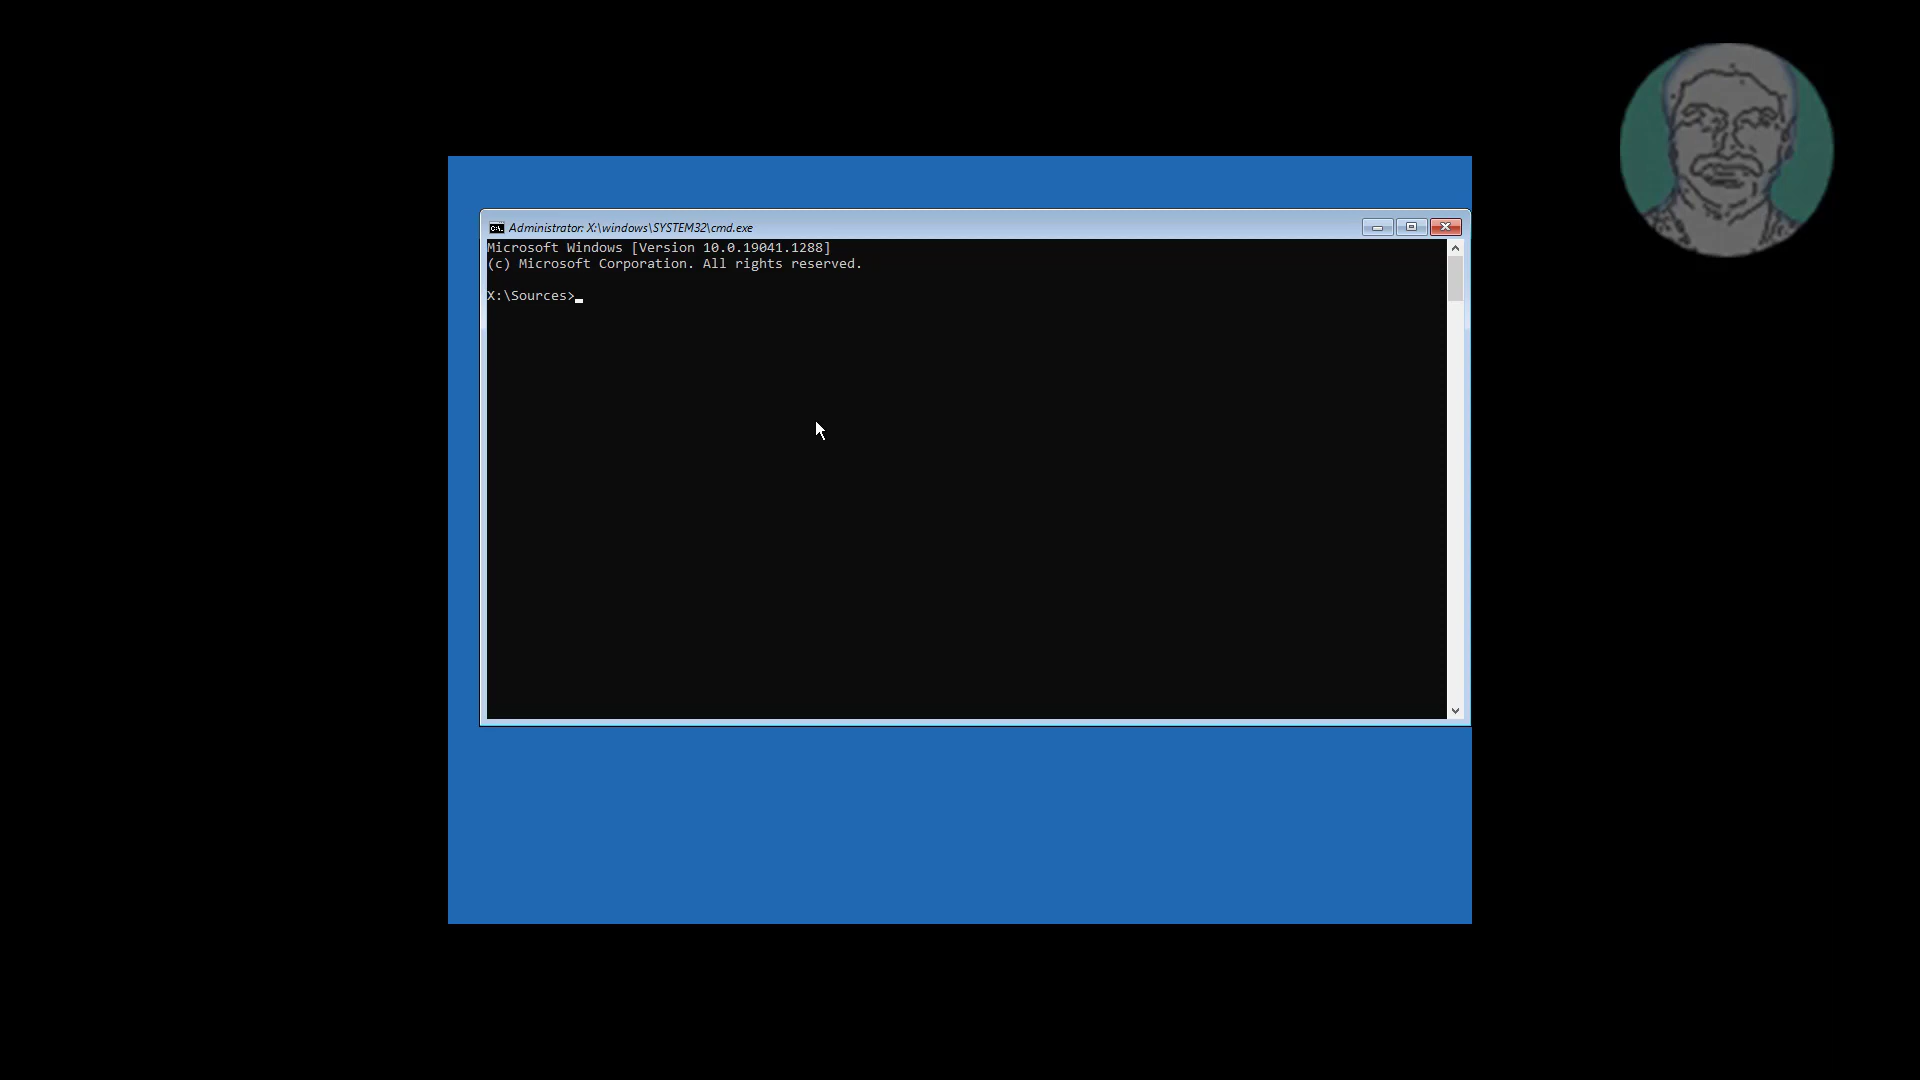 Administrator: X:\windows\SYSTEM32\cmd.exe
Microsoft Windows [Version 10.0.19041.1288]
(c) Microsoft Corporation. All rights reserved.
X:\Sources>